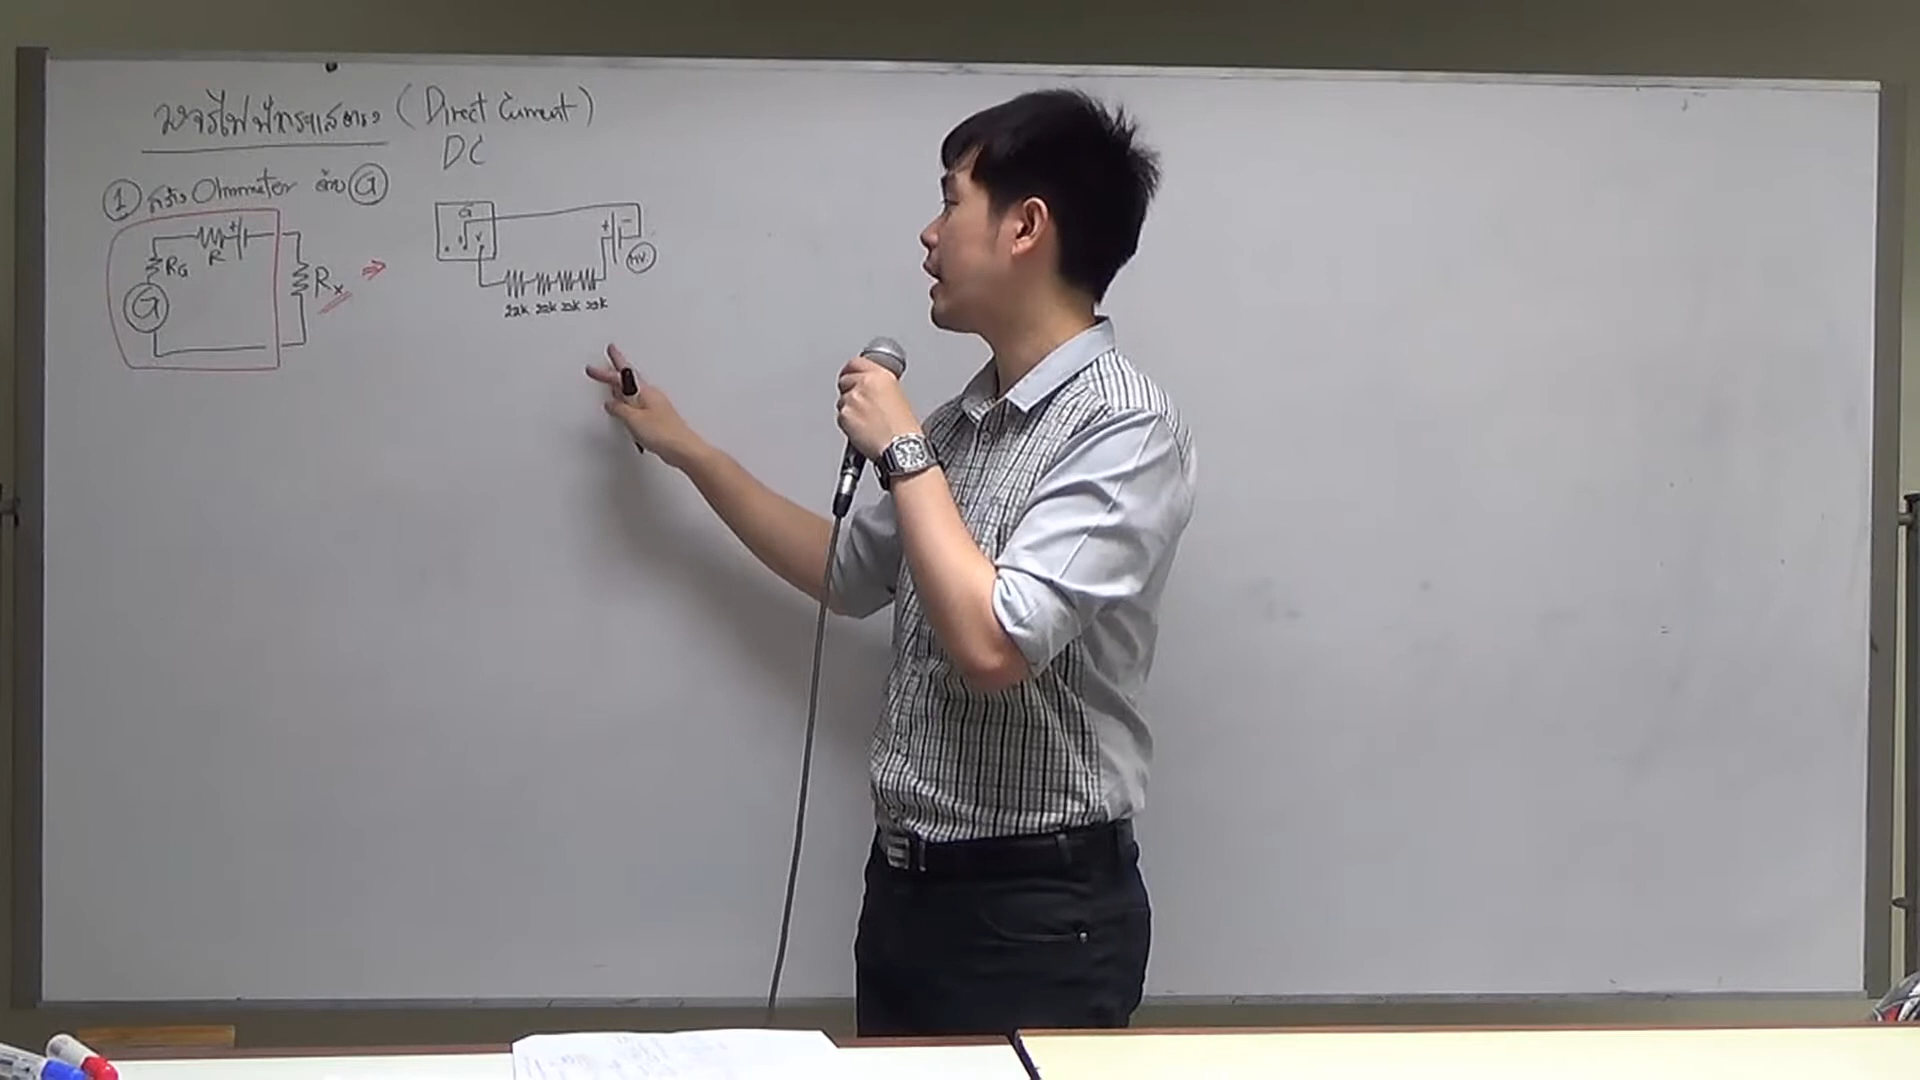 วงจรไฟฟ้ากระแสตรง (Direct Current)
DC
① สร้าง Ohmmeter ด้วย Ⓖ
R
RG
G
Rx
G
+ -
22k 22k 22k 22k